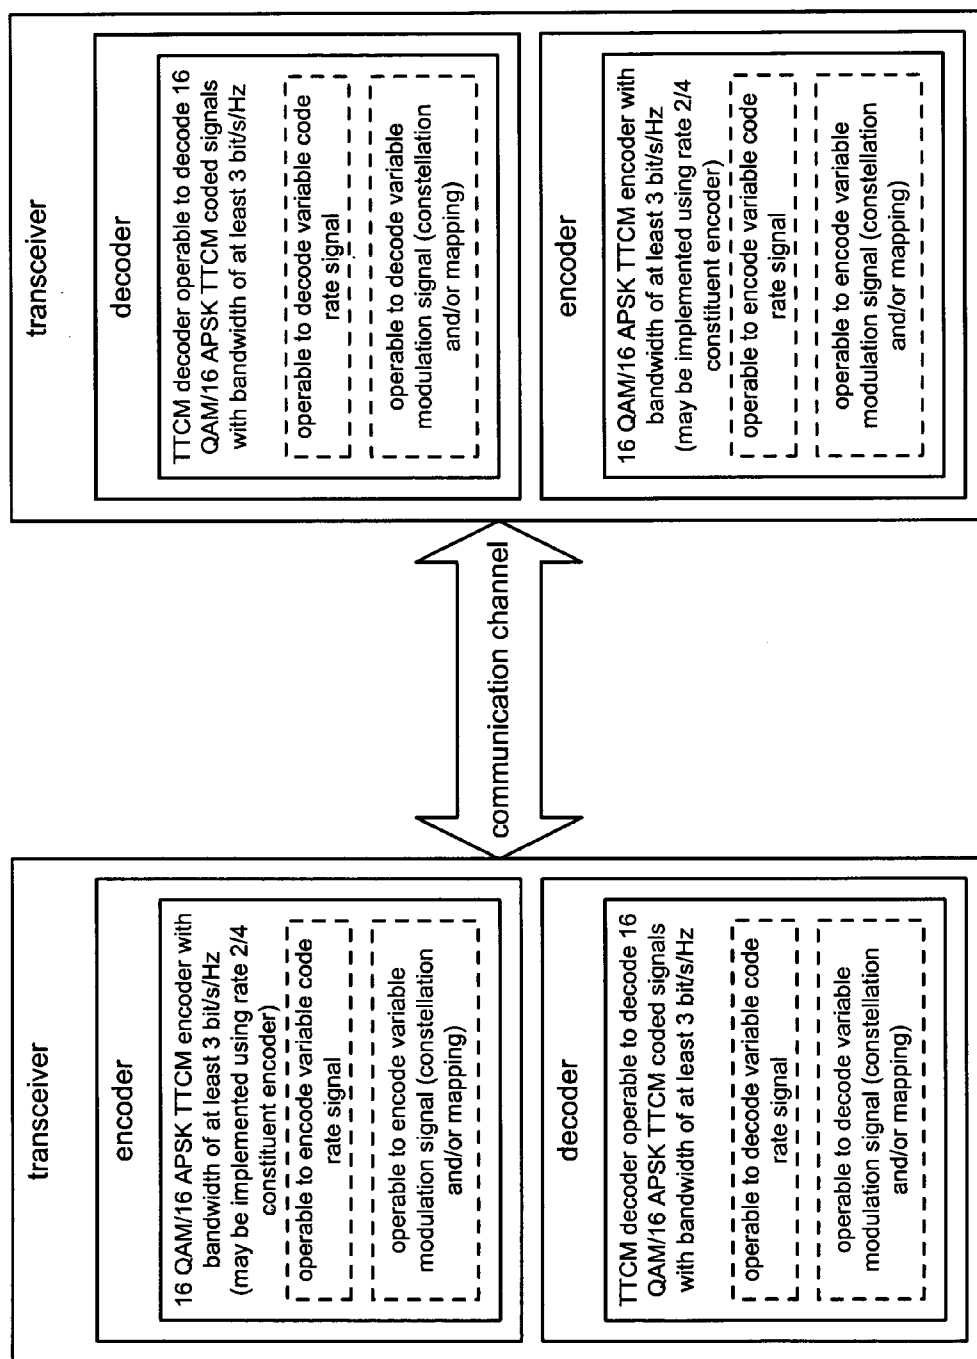 transceiver
encoder
16 QAM/16 APSK TTCM encoder with
bandwidth of at least 3 bit/s/Hz
(may be implemented using rate 2/4
constituent encoder)
operable to encode variable code
rate signal
operable to encode variable
modulation signal (constellation
and/or mapping)
decoder
TTCM decoder operable to decode 16
QAM/16 APSK TTCM coded signals
with bandwidth of at least 3 bit/s/Hz
operable to decode variable code
rate signal
operable to decode variable
modulation signal (constellation
and/or mapping)
communication channel
transceiver
decoder
TTCM decoder operable to decode 16
QAM/16 APSK TTCM coded signals
with bandwidth of at least 3 bit/s/Hz
operable to decode variable code
rate signal
operable to decode variable
modulation signal (constellation
and/or mapping)
encoder
16 QAM/16 APSK TTCM encoder with
bandwidth of at least 3 bit/s/Hz
(may be implemented using rate 2/4
constituent encoder)
operable to encode variable code
rate signal
operable to encode variable
modulation signal (constellation
and/or mapping)